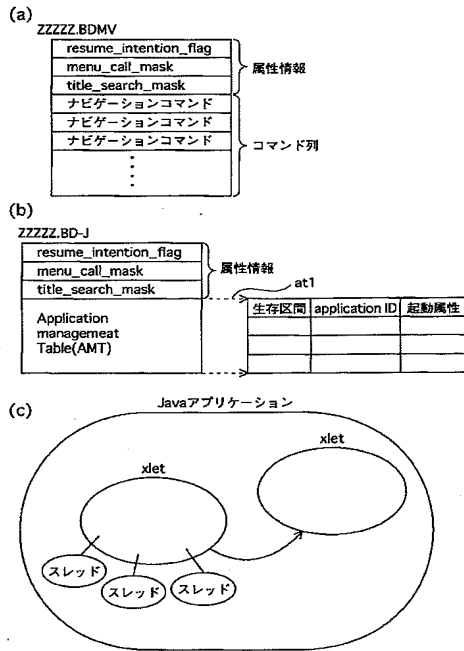 (a)
ZZZZZ.BDMV
resume_intention_flag
menu_call_mask
title_search_mask
属性情報
ナビゲーションコマンド
ナビゲーションコマンド
ナビゲーションコマンド
コマンド列
(b)
ZZZZZ.BD-J
resume_intention_flag
menu_call_mask
title_search_mask
属性情報
at1
Application
managemeat
Table(AMT)
生存区間 application ID 起動属性
(c)
Javaアプリケーション
xlet
xlet
スレッド
スレッド
スレッド